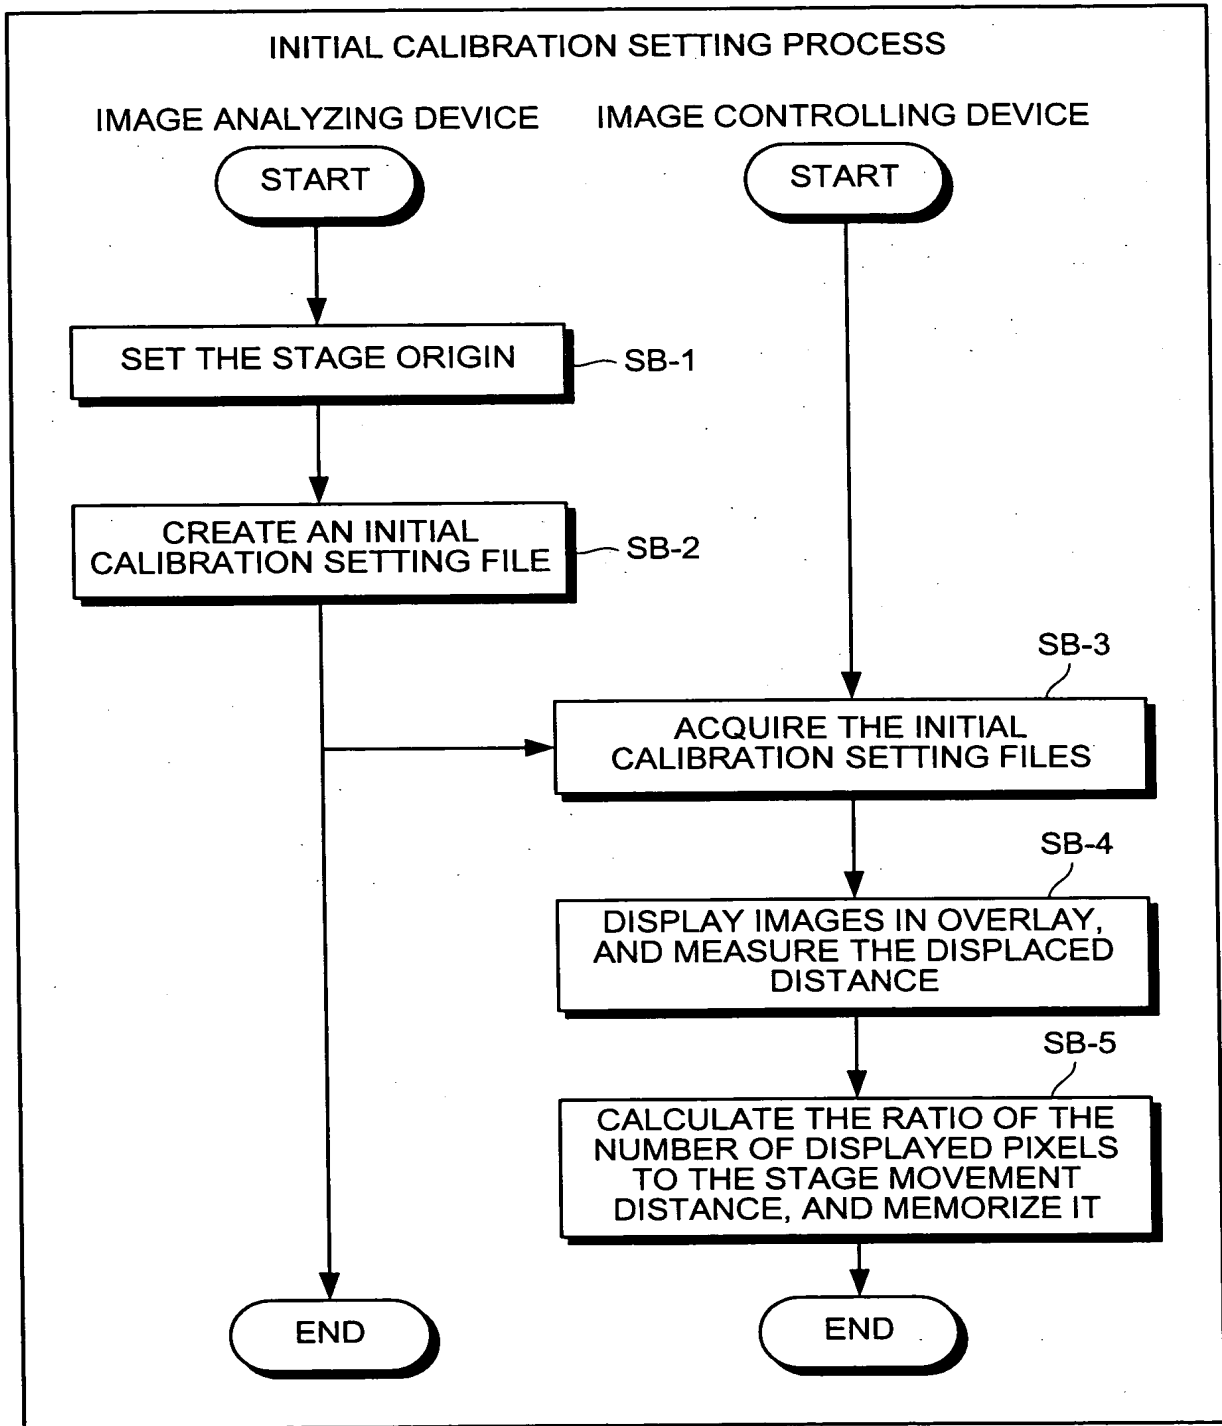 INITIAL CALIBRATION SETTING PROCESS
IMAGE ANALYZING DEVICE
IMAGE CONTROLLING DEVICE
START
START
SET THE STAGE ORIGIN
SB-1
CREATE AN INITIAL
CALIBRATION SETTING FILE
SB-2
SB-3
ACQUIRE THE INITIAL
CALIBRATION SETTING FILES
SB-4
DISPLAY IMAGES IN OVERLAY,
AND MEASURE THE DISPLACED
DISTANCE
SB-5
CALCULATE THE RATIO OF THE
NUMBER OF DISPLAYED PIXELS
TO THE STAGE MOVEMENT
DISTANCE, AND MEMORIZE IT
END
END